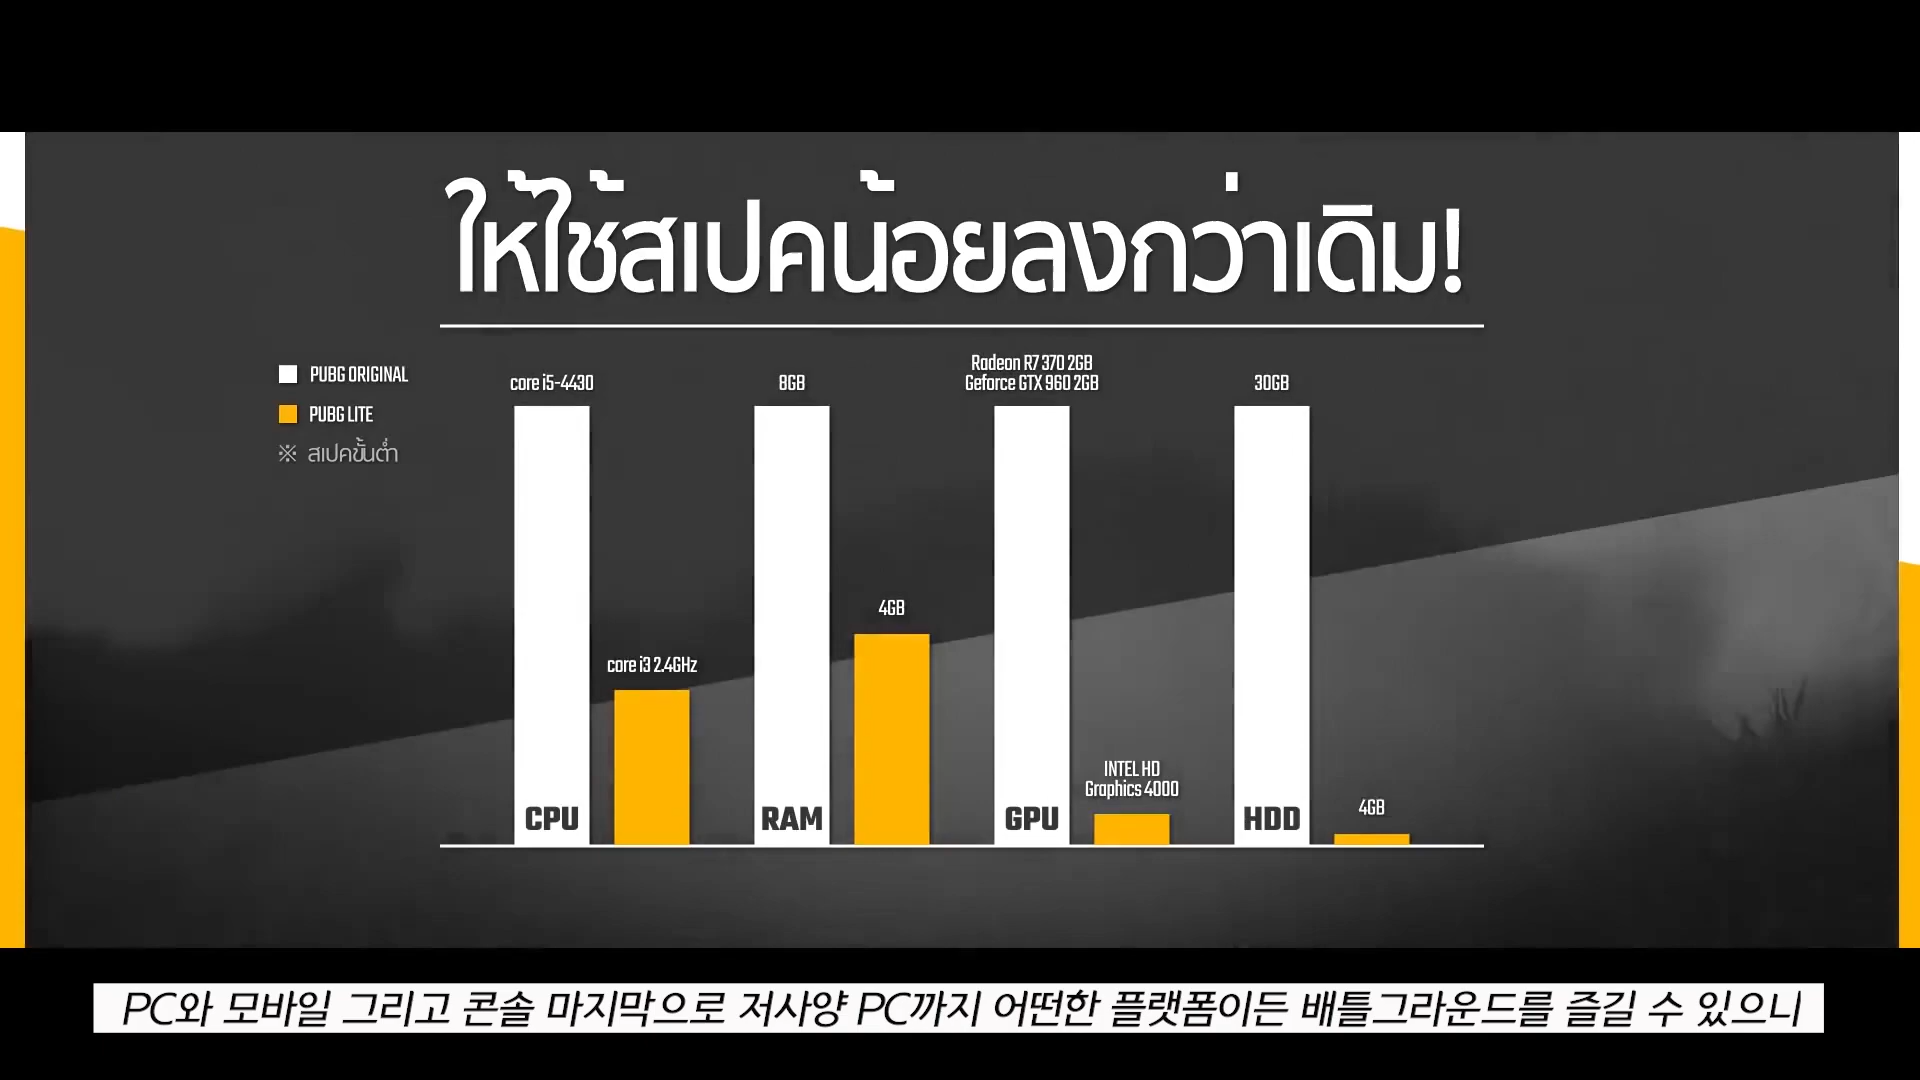 ให้ใช้สเปคน้อยลงกว่าเดิม!
PUBG ORIGINAL
PUBG LITE
※ สเปคขั้นต่ำ
core i5-4430
core i3 2.4GHz
CPU
8GB
4GB
RAM
Radeon R7 370 2GB
Geforce GTX 960 2GB
INTEL HD
Graphics 4000
GPU
30GB
4GB
HDD
PC와 모바일 그리고 콘솔 마지막으로 저사양 PC까지 어떤한 플랫폼이든 배틀그라운드를 즐길 수 있으니